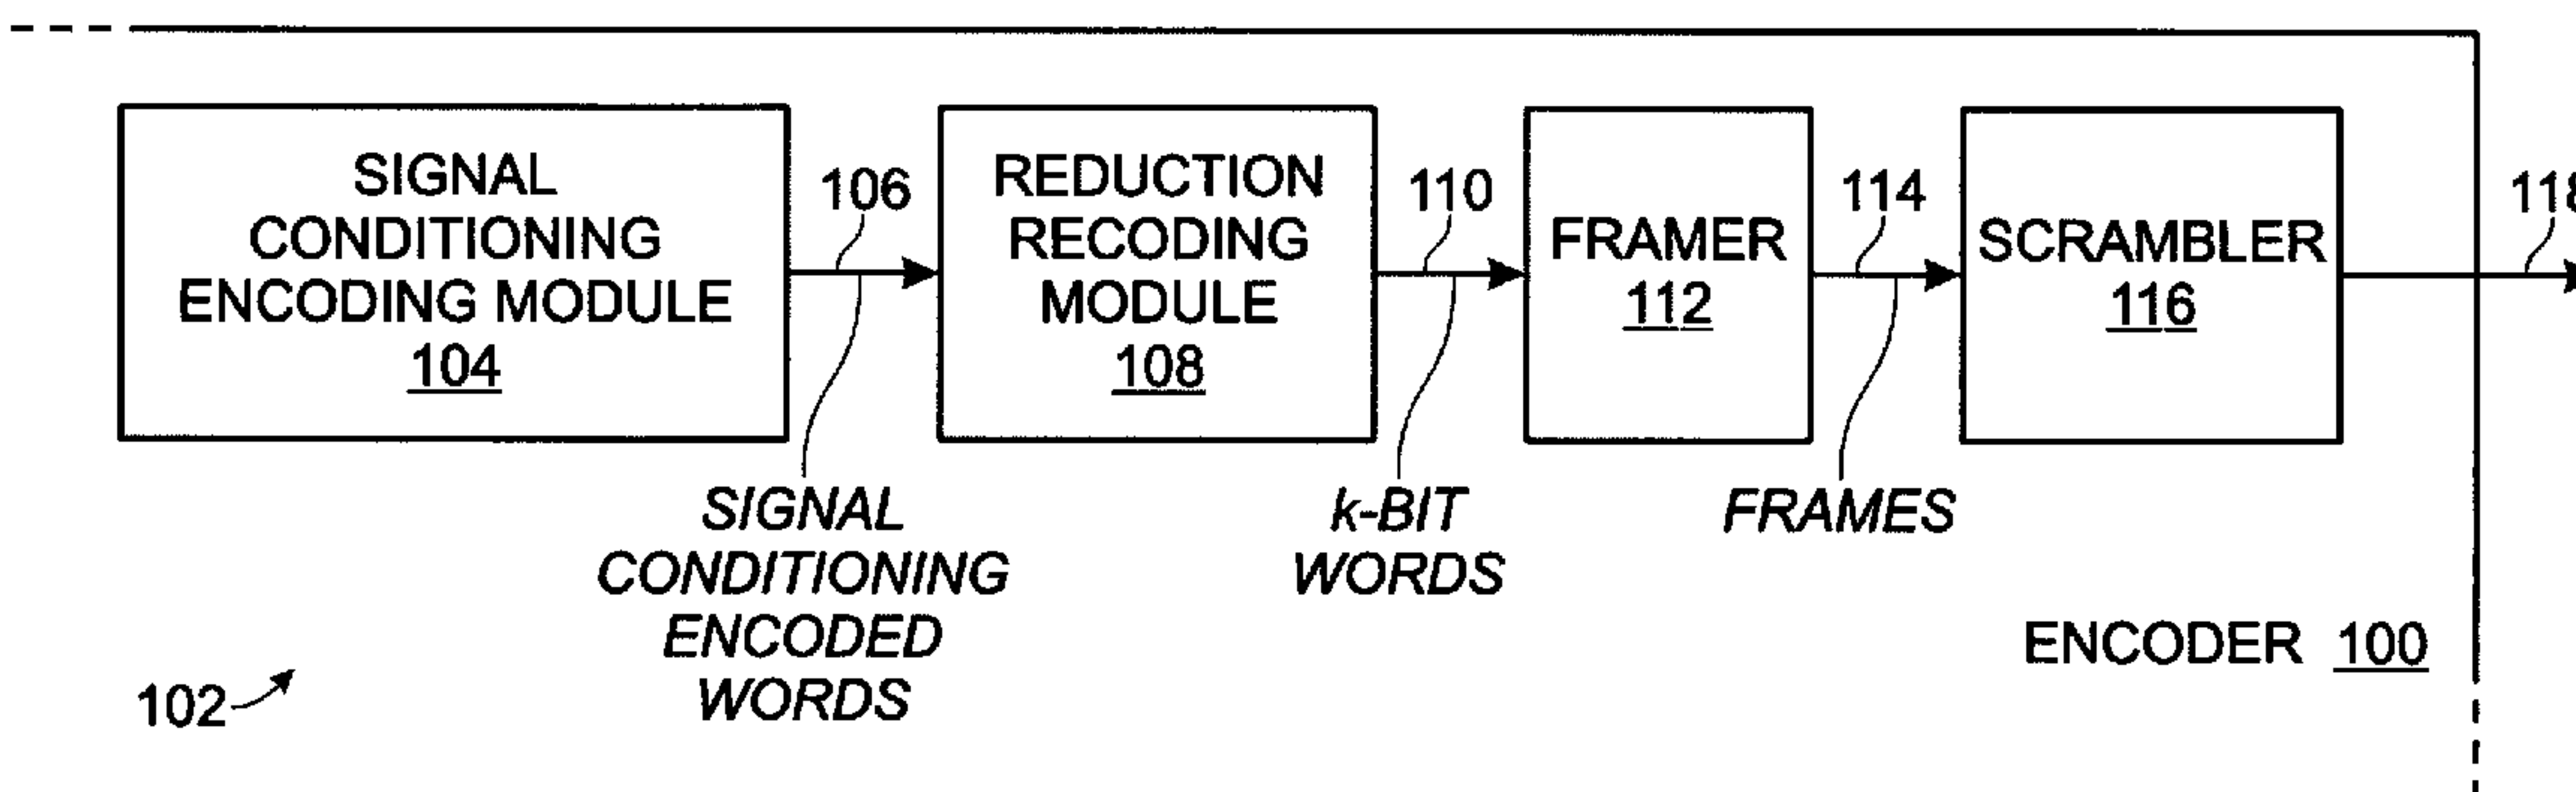 SIGNAL
CONDITIONING
ENCODING MODULE
104
106
REDUCTION
RECODING
MODULE
108
110
FRAMER
112
114
SCRAMBLER
116
118
SIGNAL
CONDITIONING
ENCODED
WORDS
k-BIT
WORDS
FRAMES
ENCODER 100
102